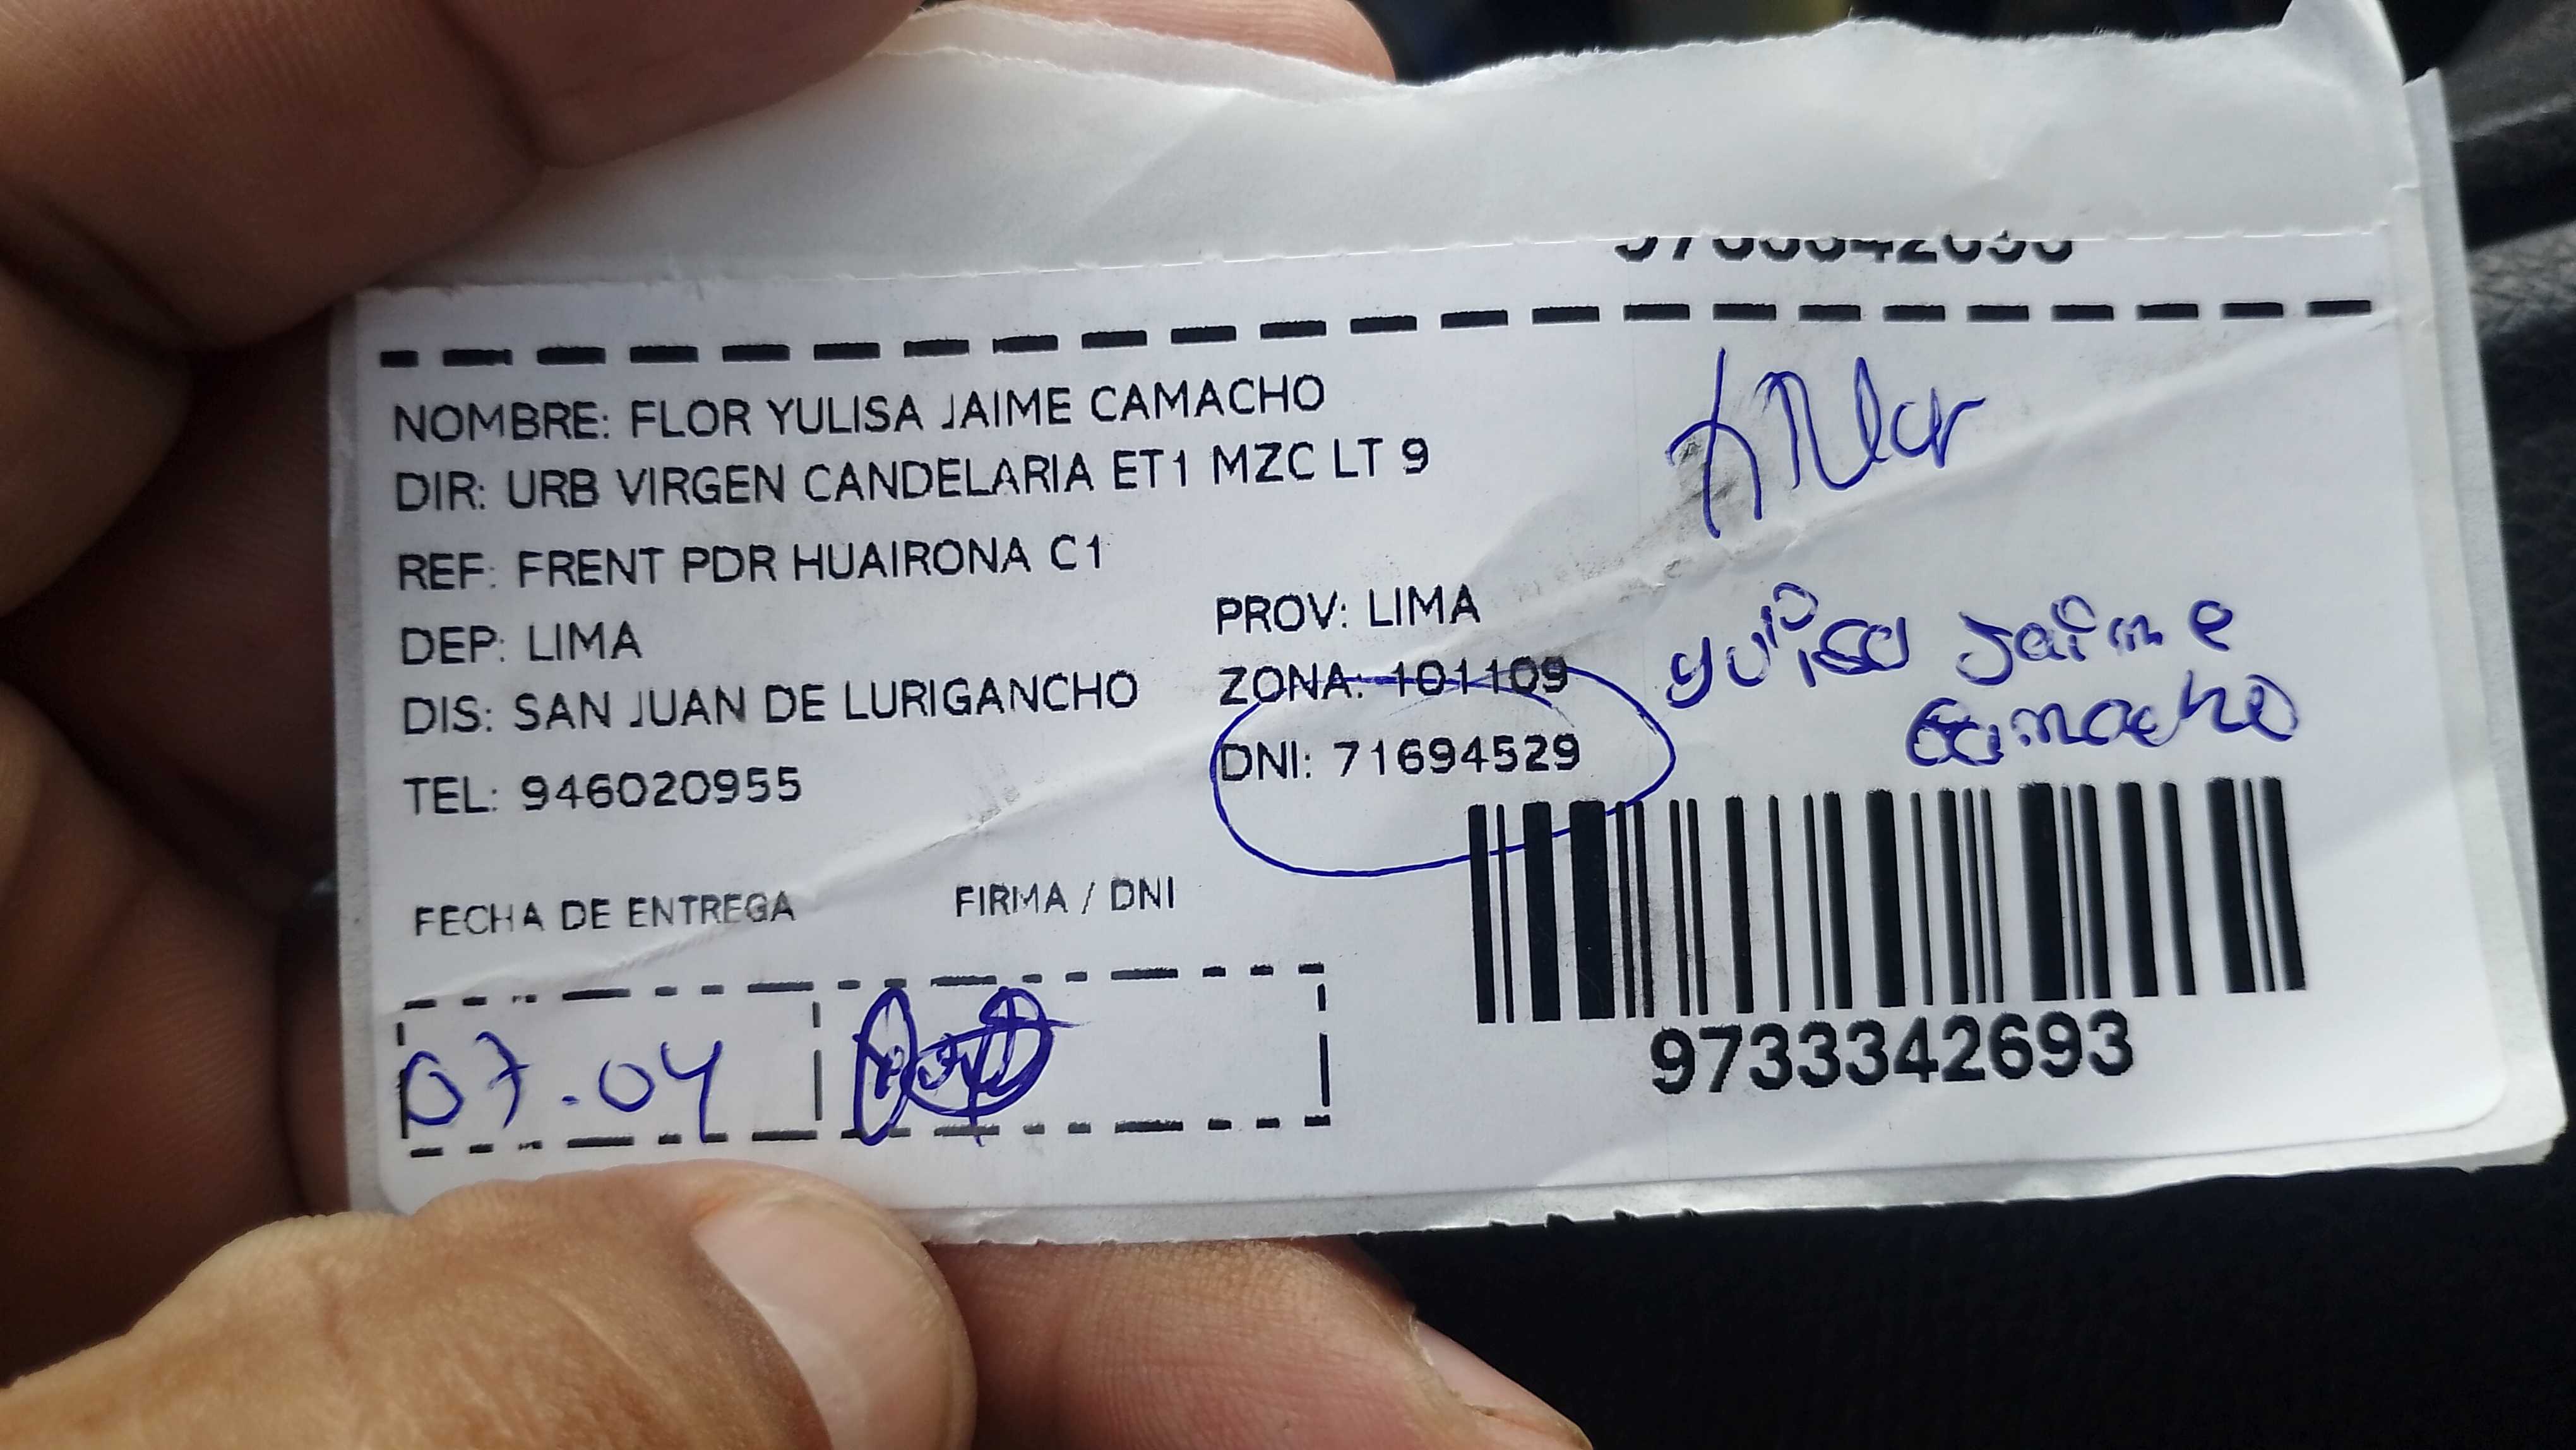 9733342693
NOMBRE: FLOR YULISA JAIME CAMACHO
DIR: URB VIRGEN CANDELARIA ET1 MZC LT 9
REF: FRENT PDR HUAIRONA C1
DEP: LIMA
PROV: LIMA
DIS: SAN JUAN DE LURIGANCHO
ZONA: 101109
TEL: 946020955
DNI: 71694529
Jaime
Camacho
FECHA DE ENTREGA
FIRMA / DNI
07.04
9733342693